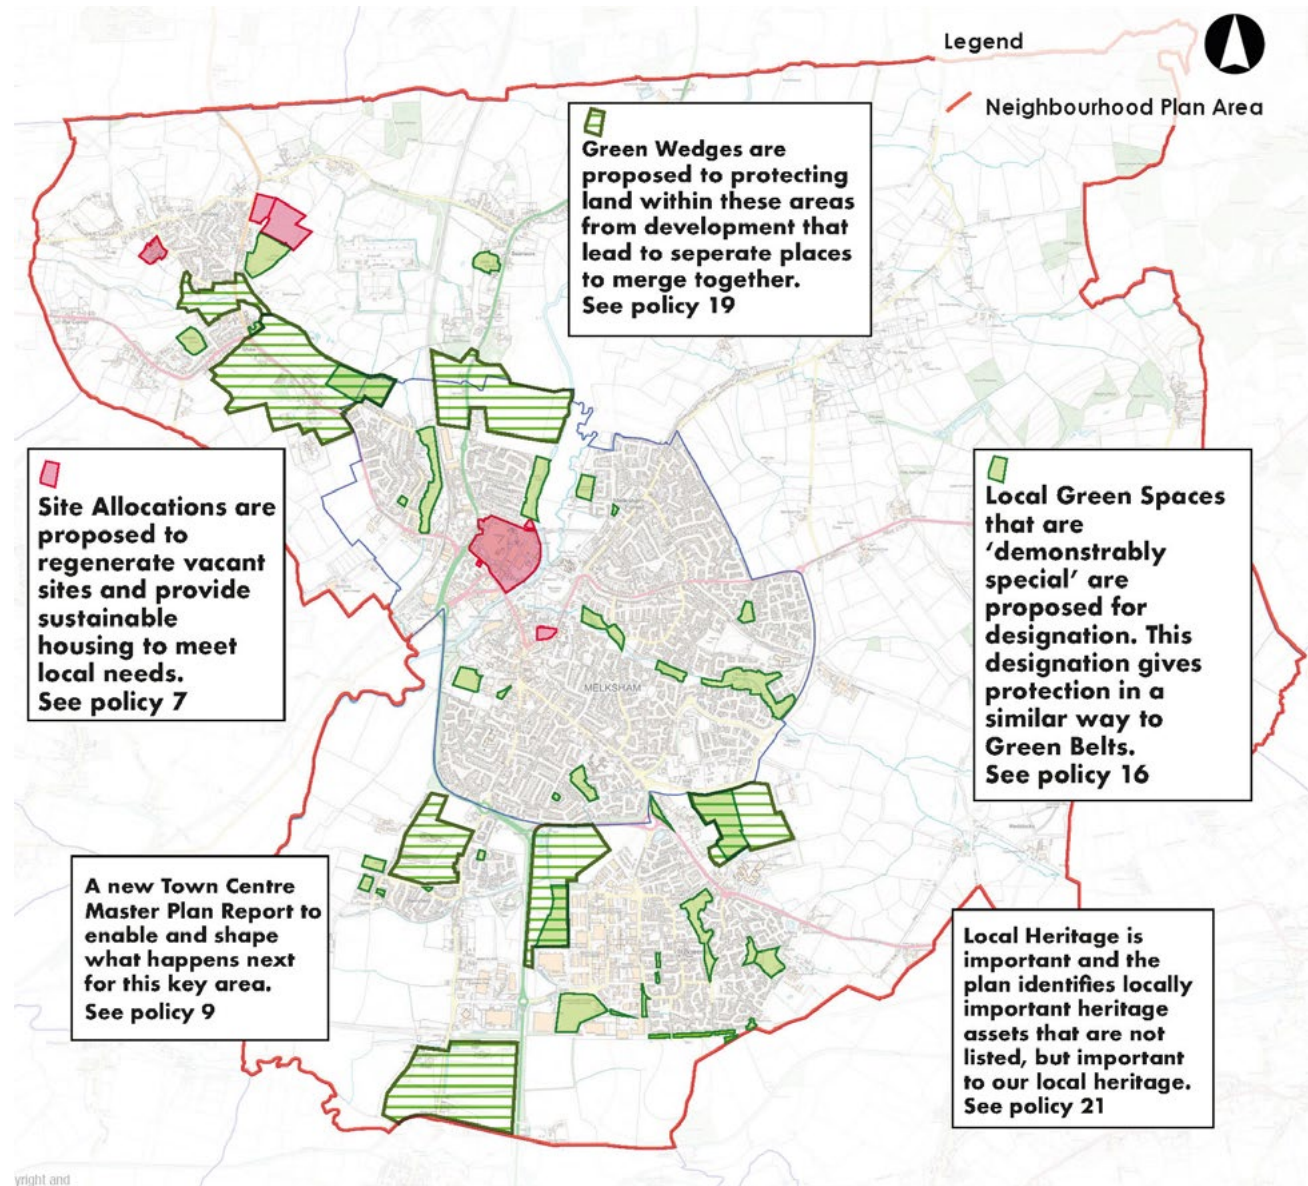 Legend
Neighbourhood Plan Area
Green Wedges are
proposed to protecting
land within these areas
from development that
lead to seperate places
to merge together.
See policy 19
Site Allocations are
proposed to
regenerate vacant
sites and provide
sustainable
housing to meet
local needs.
See policy 7
Local Green Spaces
that are
‘demonstrably
special’ are
proposed for
designation. This
designation gives
protection in a
similar way to
Green Belts.
See policy 16
MELKSHAM
A new Town Centre
Master Plan Report to
enable and shape
what happens next
for this key area.
See policy 9
Local Heritage is
important and the
plan identifies locally
important heritage
assets that are not
listed, but important
to our local heritage.
See policy 21
yright and